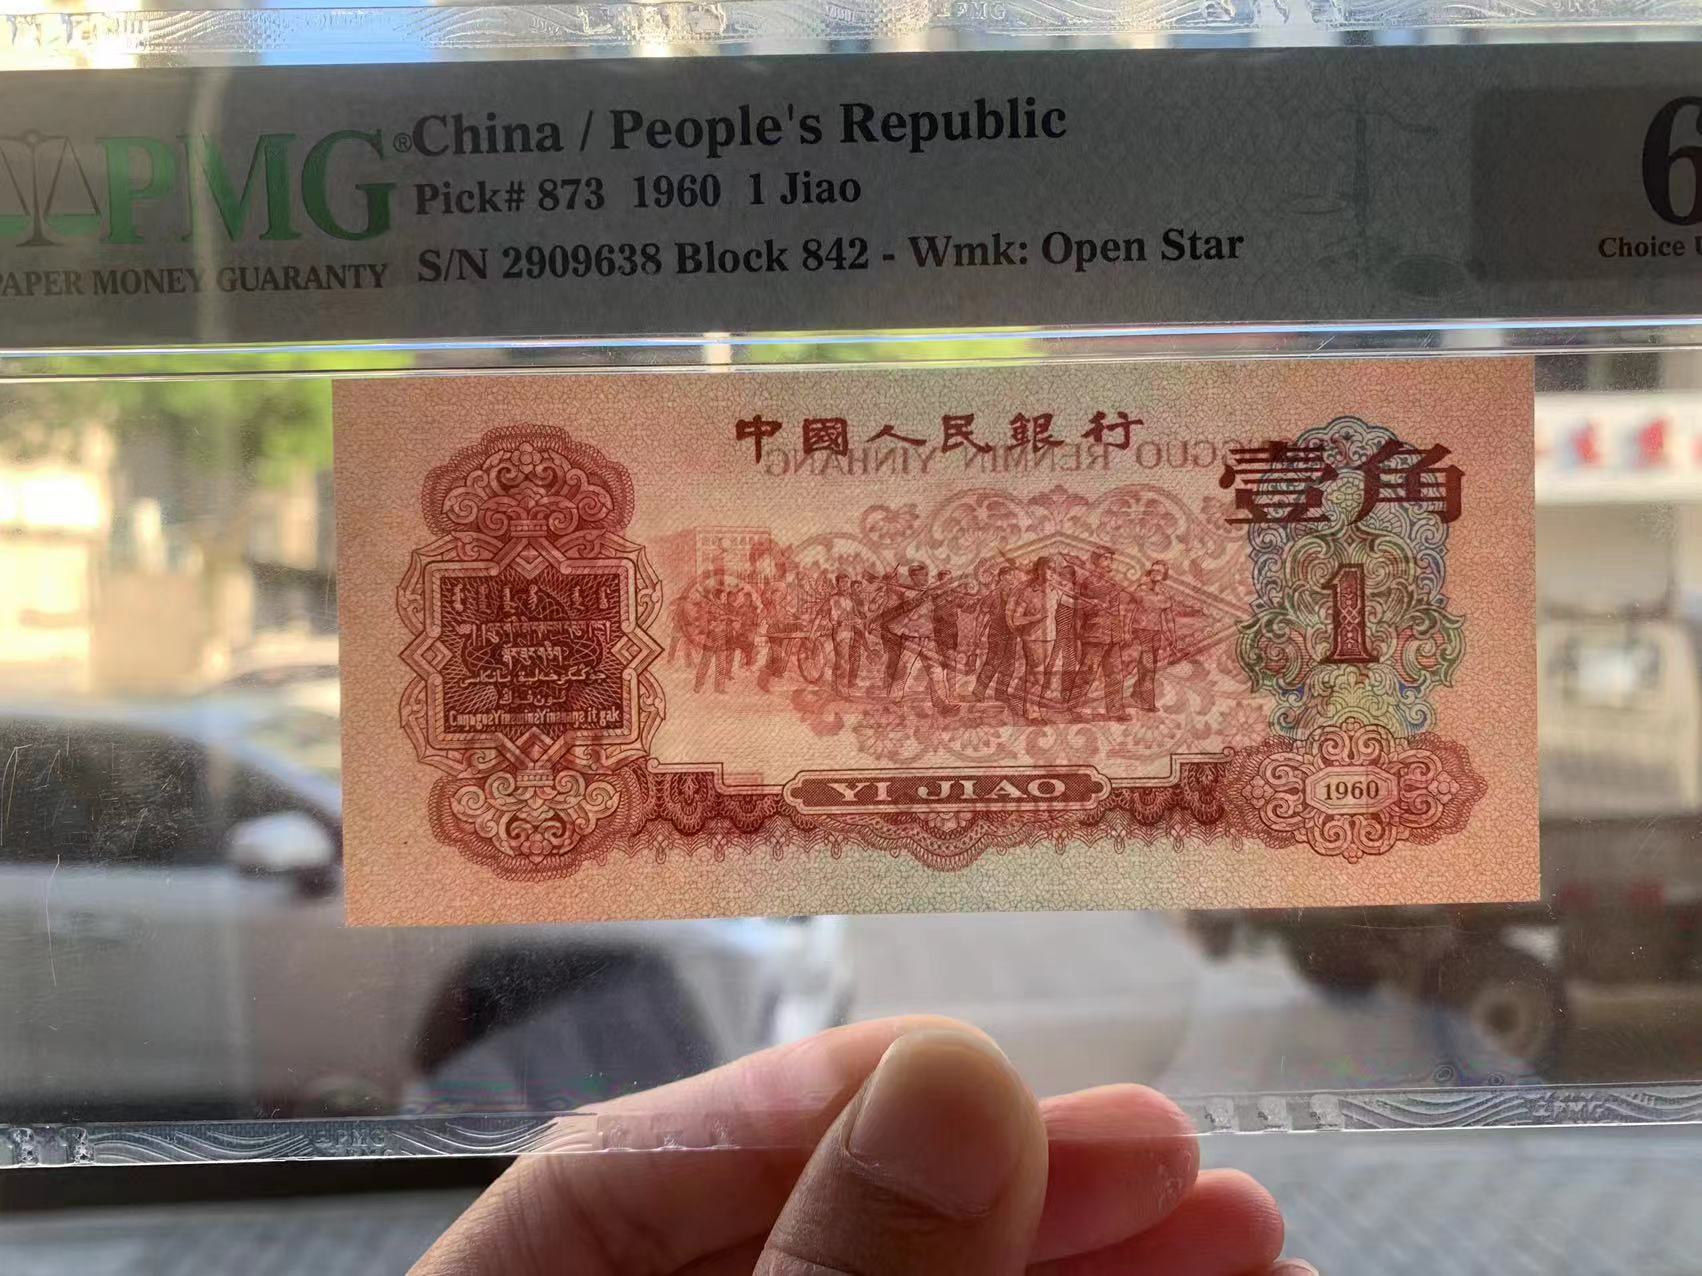 PMG®
PAPER MONEY GUARANTY
China / People's Republic
Pick# 873 1960 1 Jiao
S/N 2909638 Block 842 - Wmk: Open Star
6
Choice
中國人民銀行
壹角
1
YI JIAO
1960